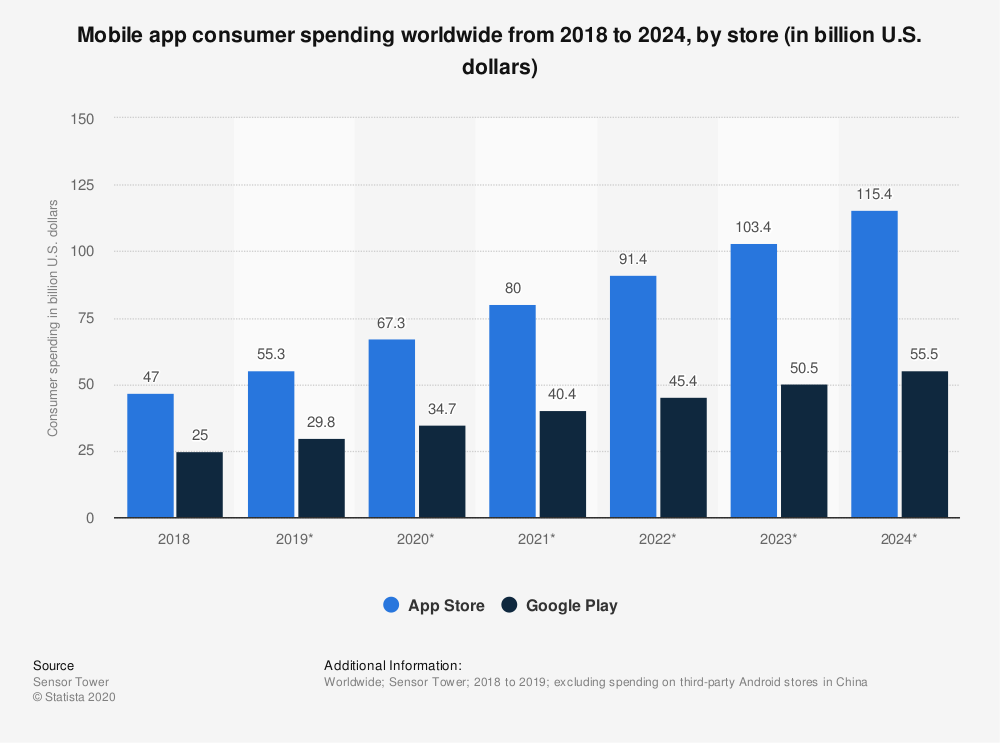 Mobile app consumer spending worldwide from 2018 to 2024, by store (in billion U.S.
dollars)
Consumer spending in billion U.S. dollars
150
125
100
75
50
25
0
47
25
55.3
29.8
67.3
34.7
80
40.4
91.4
45.4
103.4
50.5
115.4
55.5
2018
2019*
2020*
2021*
2022*
2023*
2024*
App Store
Google Play
Source
Sensor Tower
© Statista 2020
Additional Information:
Worldwide; Sensor Tower; 2018 to 2019; excluding spending on third-party Android stores in China